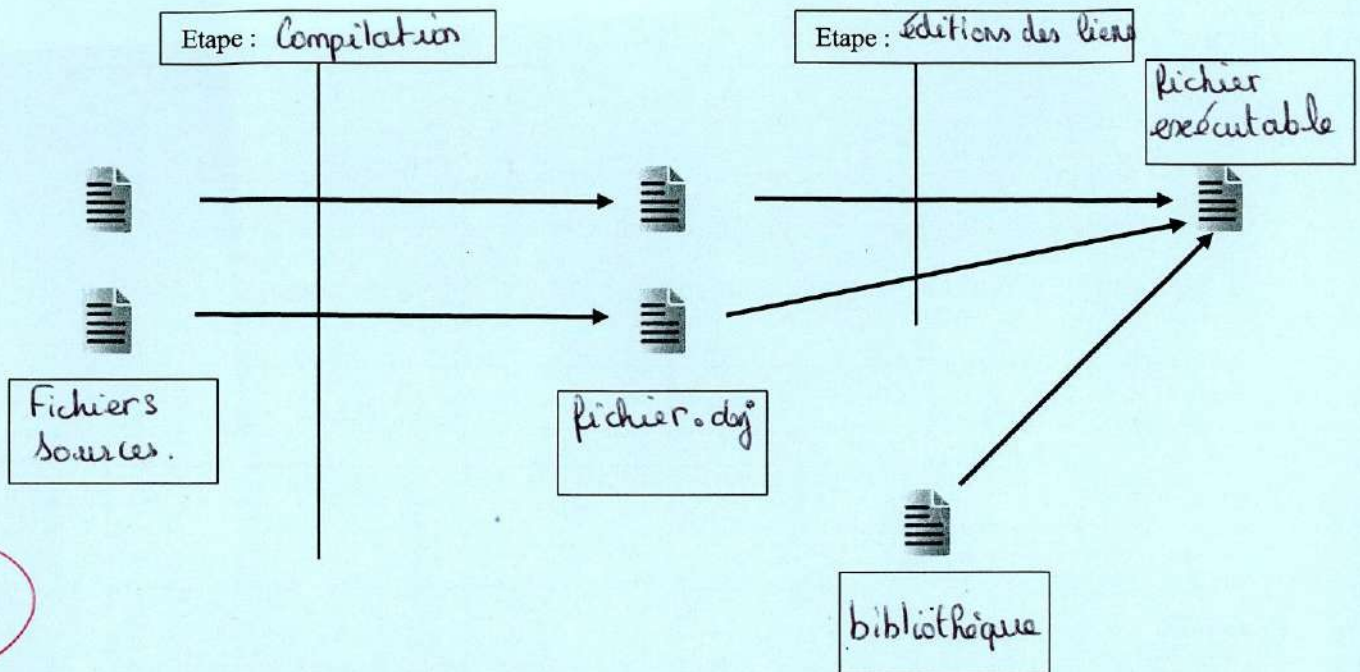 Etape : Compilation
Etape : éditions des liens
fichier
exécutable
Fichiers
sources.
fichier.obj
bibliothèque